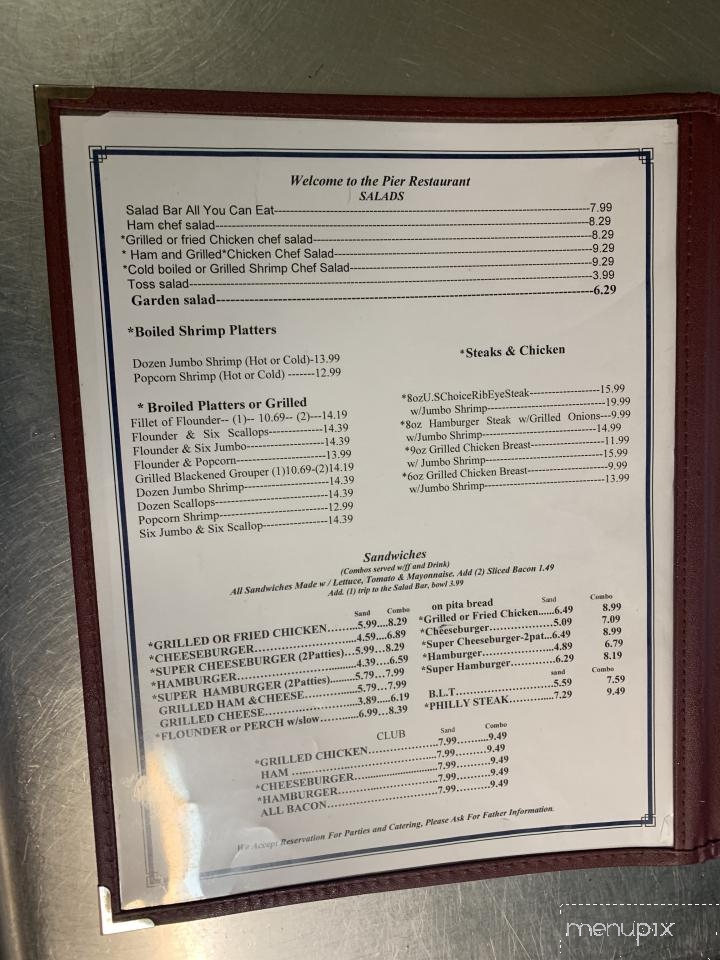 Welcome to the Pier Restaurant
SALADS
Salad Bar All You Can Eat-----7.99
Ham chef salad-----8.29
*Grilled or fried Chicken chef salad-----8.29
* Ham and Grilled*Chicken Chef Salad-----9.29
*Cold boiled or Grilled Shrimp Chef Salad-----9.29
Toss salad-----3.99
Garden salad-----6.29
*Boiled Shrimp Platters
Dozen Jumbo Shrimp (Hot or Cold)-13.99
Popcorn Shrimp (Hot or Cold) -------12.99
* Broiled Platters or Grilled
Fillet of Flounder-- (1)-- 10.69-- (2)---14.19
Flounder & Six Scallops-----14.39
Flounder & Six Jumbo-----14.39
Flounder & Popcorn-----13.99
Grilled Blackened Grouper (1)10.69-(2)14.19
Dozen Jumbo Shrimp-----14.39
Dozen Scallops-----14.39
Popcorn Shrimp-----12.99
Six Jumbo & Six Scallop-----14.39
*Steaks & Chicken
*8ozU.SChoiceRibEyeSteak-----15.99
w/Jumbo Shrimp-----19.99
*8oz Hamburger Steak w/Grilled Onions---9.99
w/Jumbo Shrimp-----14.99
*9oz Grilled Chicken Breast-----11.99
w/ Jumbo Shrimp-----15.99
*6oz Grilled Chicken Breast-----9.99
w/Jumbo Shrimp-----13.99
Sandwiches
(Combos served w/ff and Drink)
All Sandwiches Made w / Lettuce, Tomato & Mayonnaise. Add (2) Sliced Bacon 1.49
Add. (1) trip to the Salad Bar, bowl 3.99
Sand Combo
*GRILLED OR FRIED CHICKEN.......5.99....8.29
*CHEESEBURGER.......4.59....6.89
*SUPER CHEESEBURGER (2Patties)...5.99....8.29
*HAMBURGER.......4.39....6.59
*SUPER HAMBURGER (2Patties).......5.79...7.99
GRILLED HAM &CHEESE.......5.79...7.99
GRILLED CHEESE.......3.89....6.19
*FLOUNDER or PERCH w/slow.......6.99...8.39
on pita bread Sand Combo
*Grilled or Fried Chicken......6.49 8.99
*Cheeseburger.......5.09 7.09
*Super Cheeseburger-2pat...6.49 8.99
*Hamburger.......4.89 6.79
*Super Hamburger.......6.29 8.19
sand Combo
B.L.T.......5.59 7.59
*PHILLY STEAK.......7.29 9.49
CLUB Sand Combo
*GRILLED CHICKEN.......7.99.......9.49
HAM .......7.99.......9.49
*CHEESEBURGER.......7.99.......9.49
*HAMBURGER.......7.99.......9.49
ALL BACON.......7.99.......9.49
We Accept Reservation For Parties and Catering, Please Ask For Father Information.
menupix